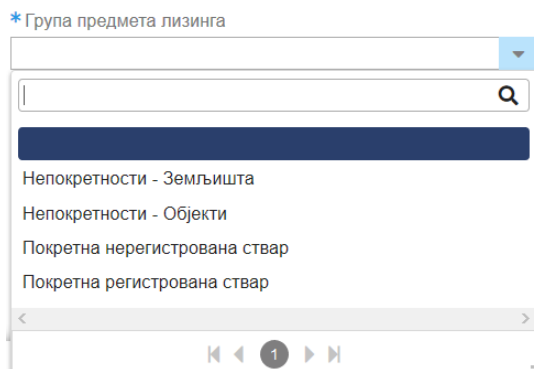 * Група предмета лизинга
Непокретности - Земљишта
Непокретности - Објекти
Покретна нерегистрована ствар
Покретна регистрована ствар
1